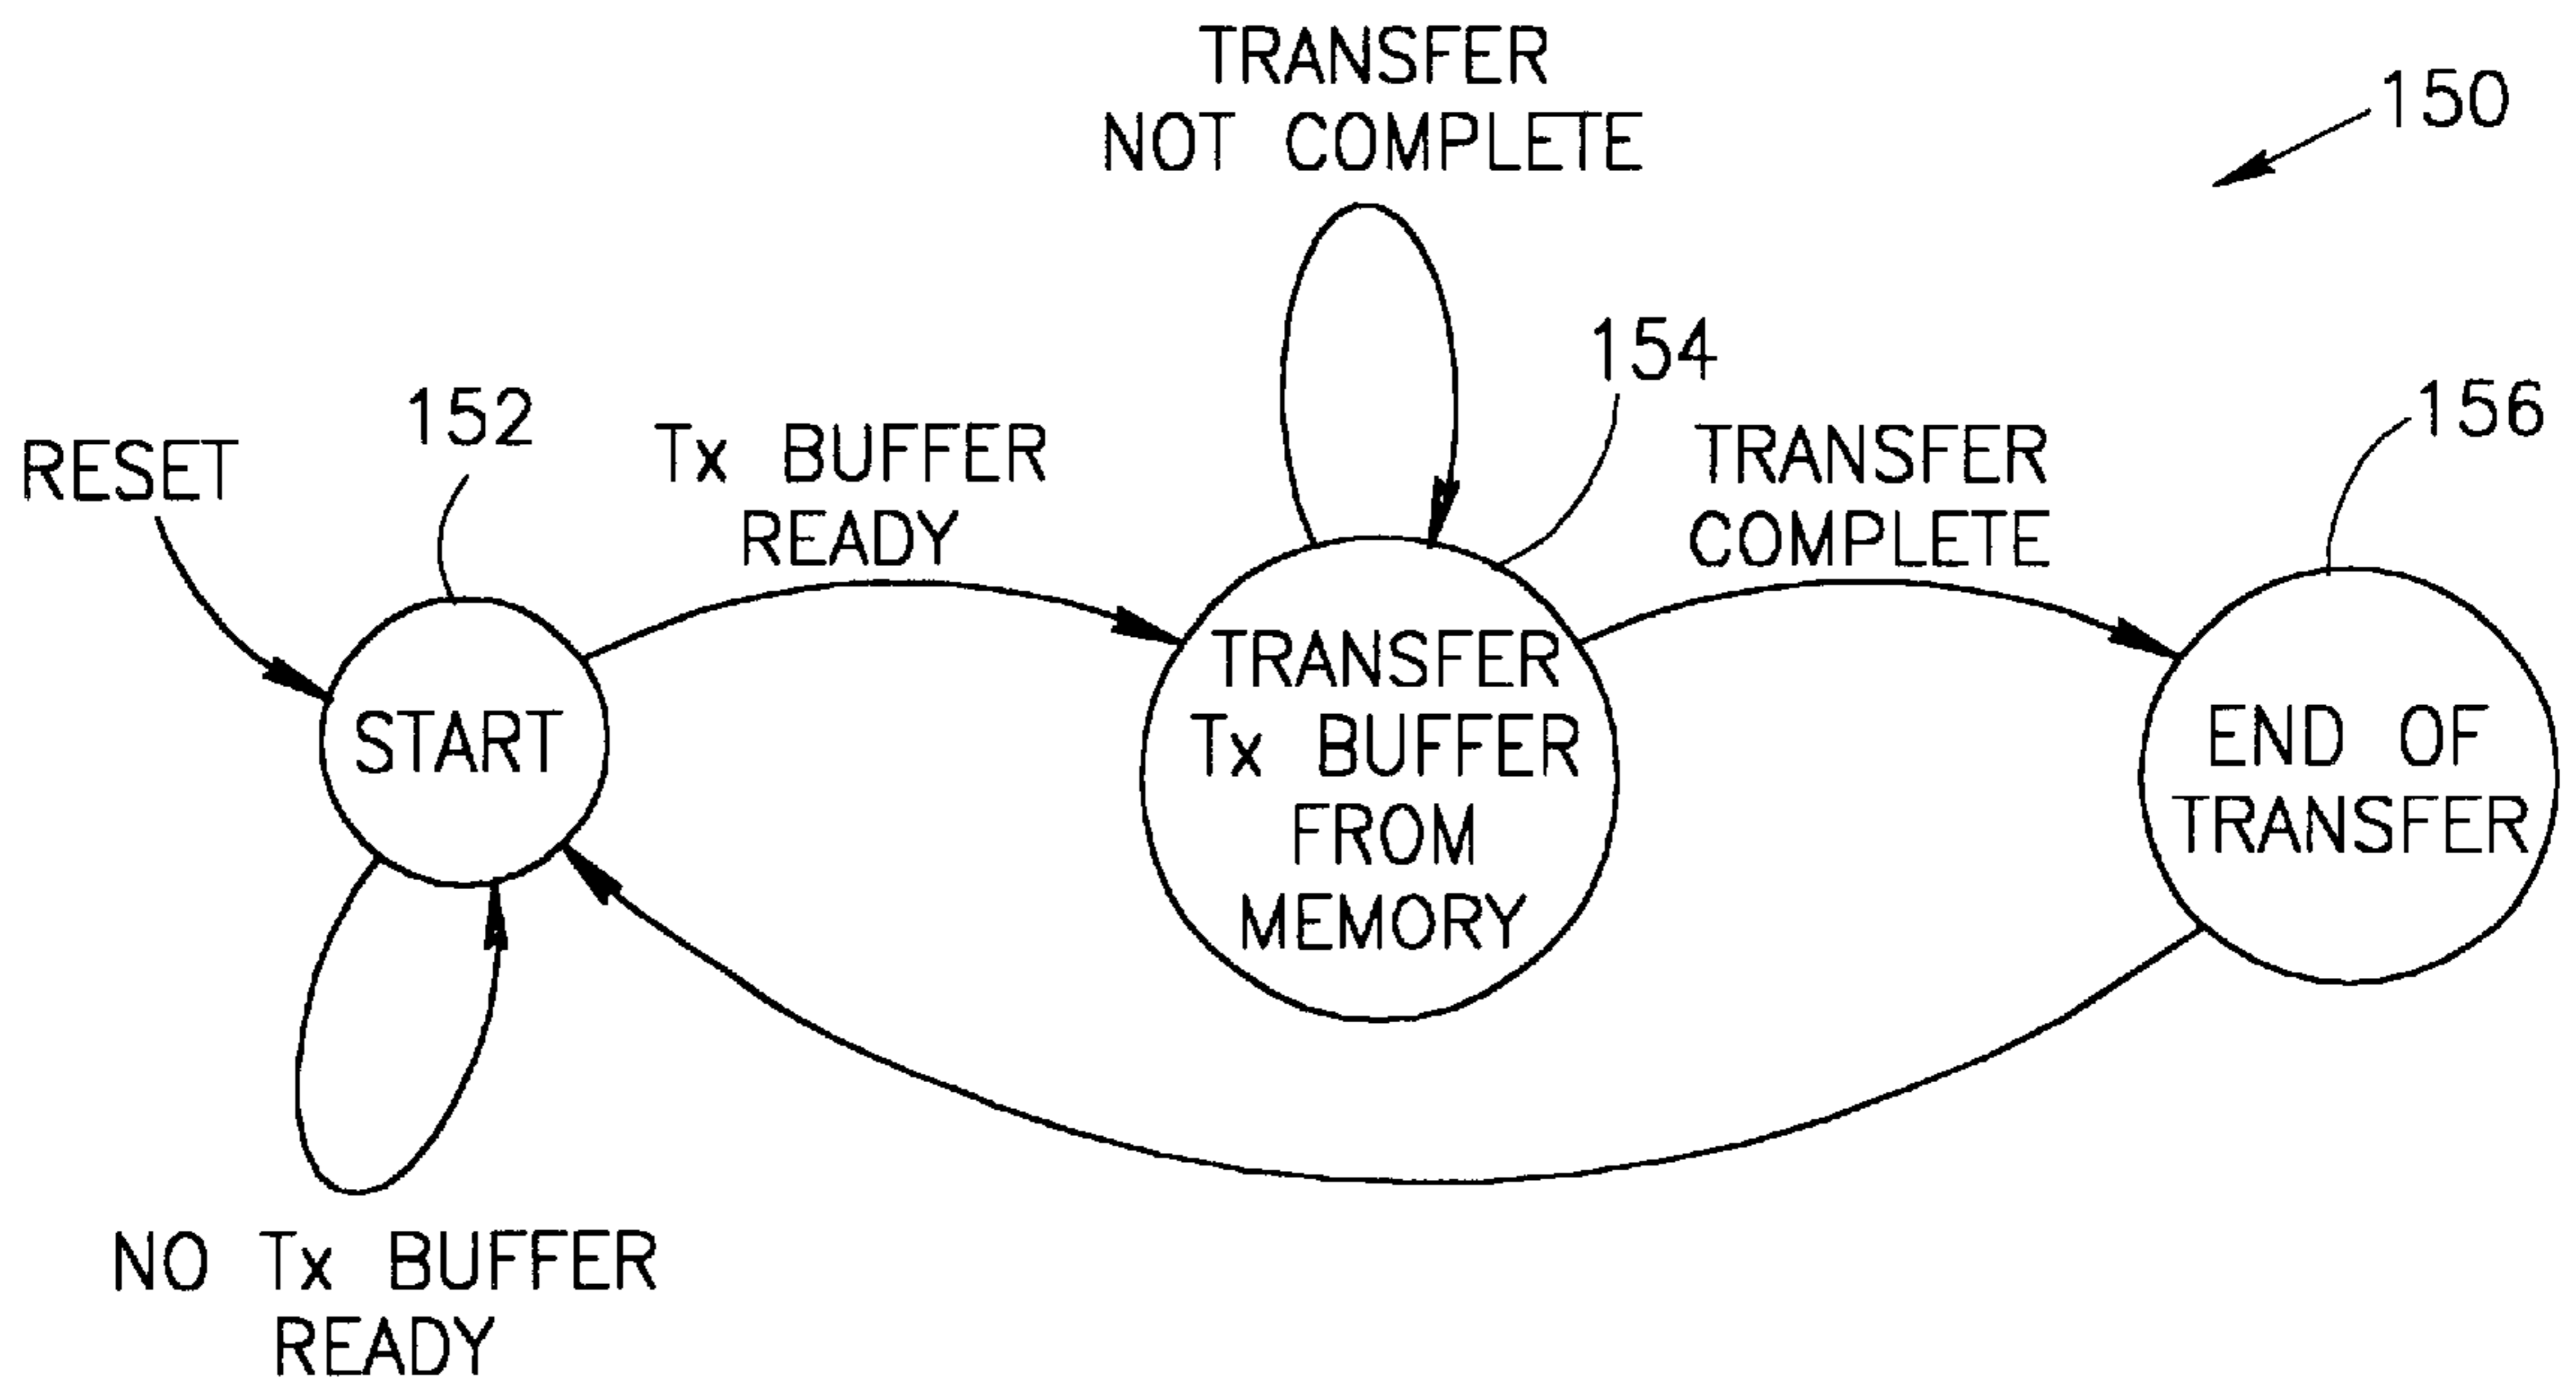 TRANSFER
NOT COMPLETE
150
154
152
156
RESET
Tx BUFFER
READY
TRANSFER
COMPLETE
START
TRANSFER
Tx BUFFER
FROM
MEMORY
END OF
TRANSFER
NO Tx BUFFER
READY